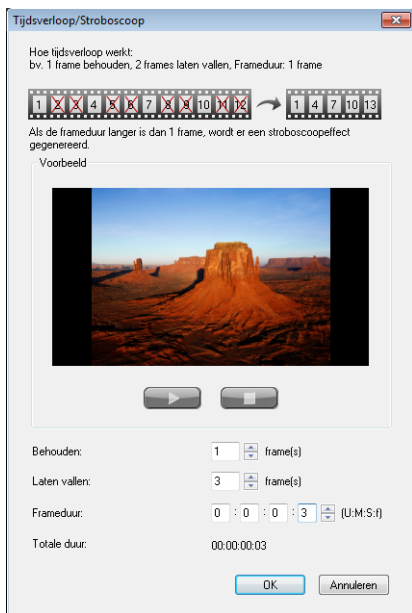 Tijdsverloop/Stroboscoop
Hoe tijdsverloop werkt:
bv. 1 frame behouden, 2 frames laten vallen, Frameduur: 1 frame
1 2 3 4 5 6 7 8 9 10 11 12 1 4 7 10 13
Als de frameduur langer is dan 1 frame, wordt er een stroboscoopeffect
gegenereerd.
Voorbeeld
Behouden: 1 frame(s)
Laten vallen: 3 frame(s)
Frameduur: 0 : 0 : 0 : 3 (U:M:S:f)
Totale duur: 00:00:00:03
OK Annuleren